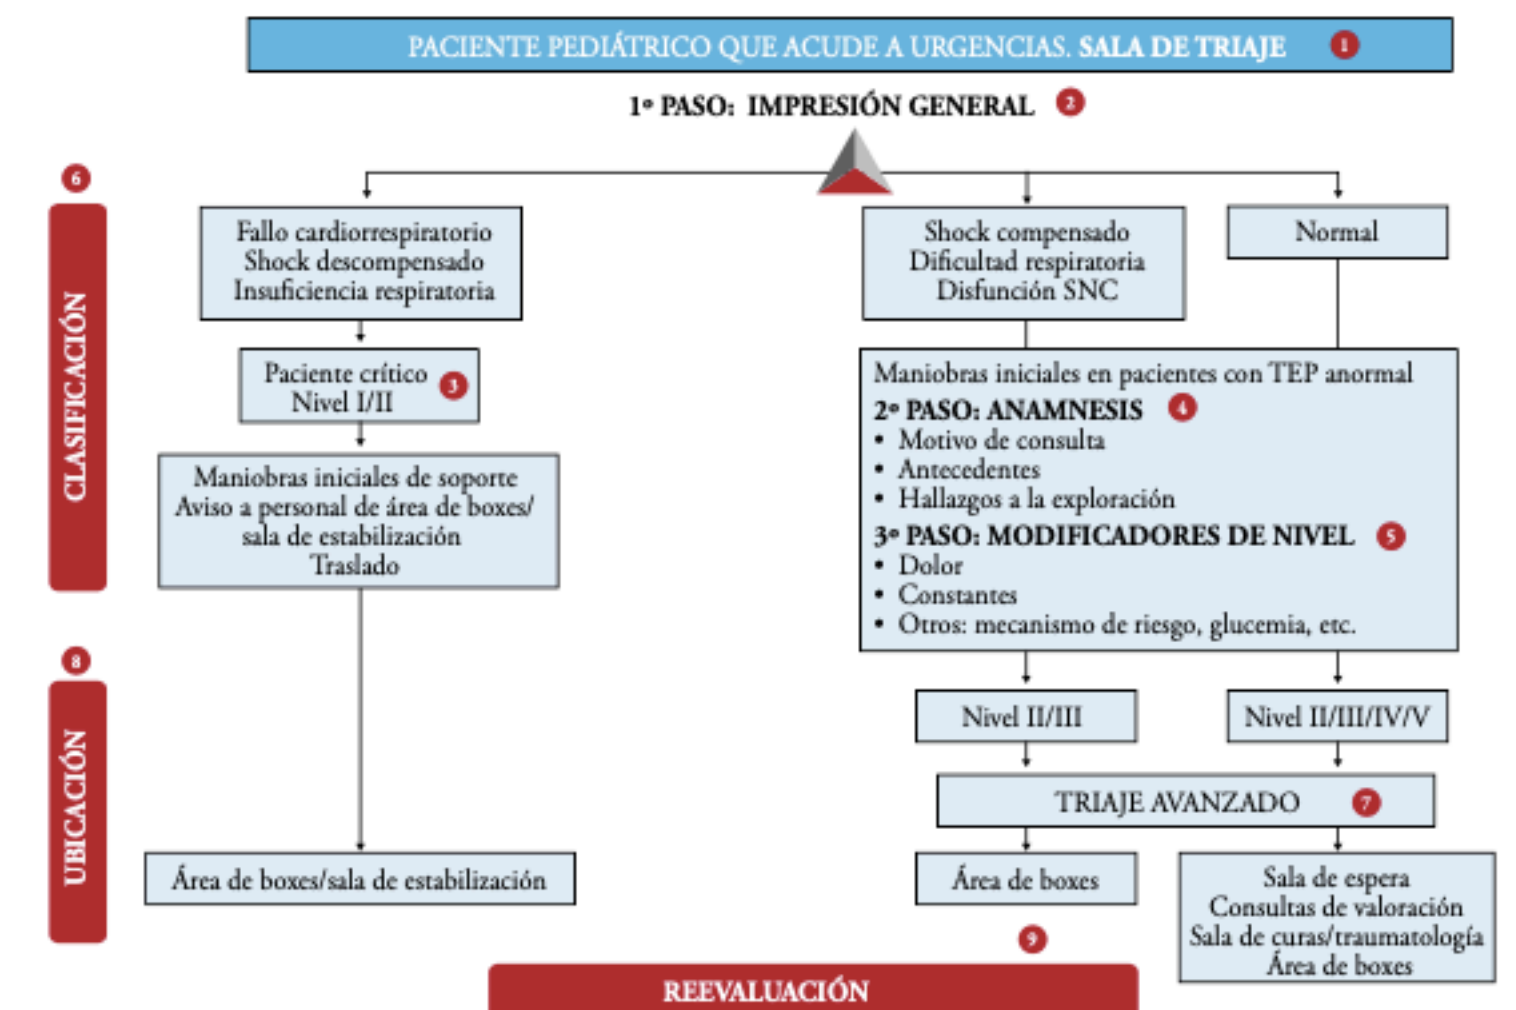 PACIENTE PEDIÁTRICO QUE ACUDE A URGENCIAS. SALA DE TRIAJE 1
1º PASO: IMPRESIÓN GENERAL 2
6
CLASIFICACIÓN
Fallo cardiorrespiratorio
Shock descompensado
Insuficiencia respiratoria
Shock compensado
Dificultad respiratoria
Disfunción SNC
Normal
Paciente crítico 3
Nivel I/II
Maniobras iniciales de soporte
Aviso a personal de área de boxes/
sala de estabilización
Traslado
Maniobras iniciales en pacientes con TEP anormal
2º PASO: ANAMNESIS 4
• Motivo de consulta
• Antecedentes
• Hallazgos a la exploración
3º PASO: MODIFICADORES DE NIVEL 5
• Dolor
• Constantes
• Otros: mecanismo de riesgo, glucemia, etc.
8
UBICACIÓN
Nivel II/III
Nivel II/III/IV/V
TRIAJE AVANZADO 7
Área de boxes/sala de estabilización
Área de boxes
Sala de espera
Consultas de valoración
Sala de curas/traumatología
Área de boxes
9
REEVALUACIÓN